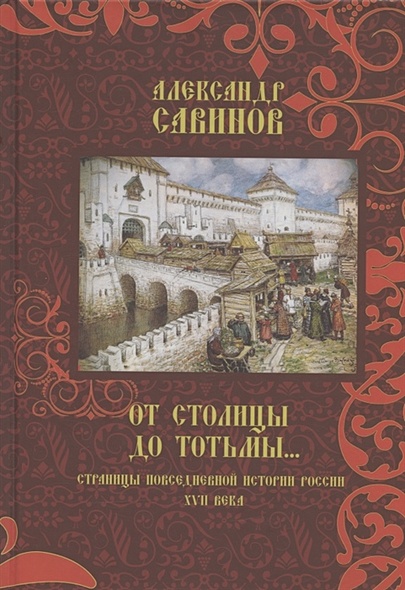 АЛЕКСАНДР
САВИНОВ
ОТ СТОЛИЦЫ
ДО ТОТЬМЫ...
СТРАНИЦЫ ПОВСЕДНЕВНОЙ ИСТОРИИ РОССИИ
XVII ВЕКА